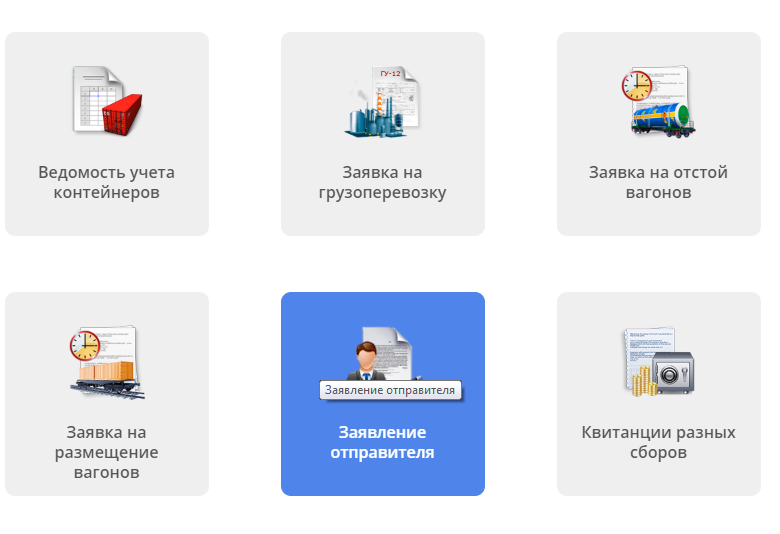 ГУ-12
Ведомость учета
контейнеров
Заявка на
грузоперевозку
Заявка на отстой
вагонов
Заявка на
размещение
вагонов
Заявление отправителя
Заявление
отправителя
Квитанции разных
сборов